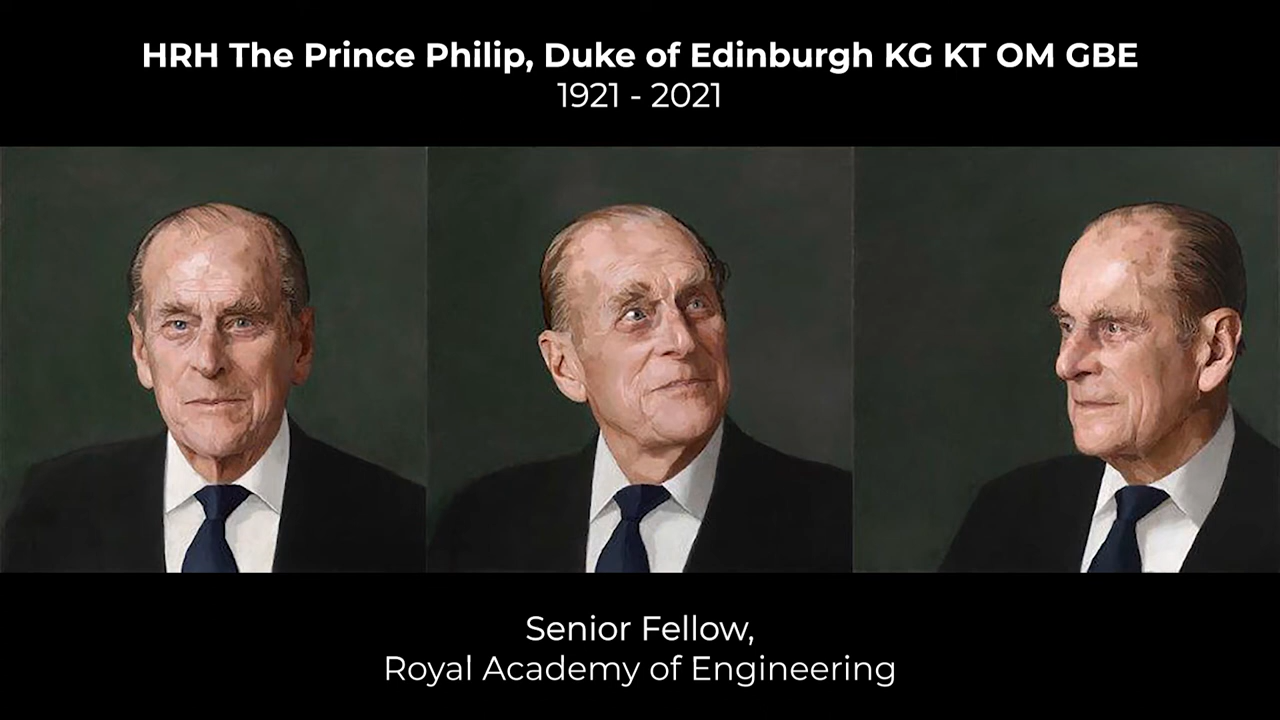 HRH The Prince Philip, Duke of Edinburgh KG KT OM GBE
1921 - 2021
Senior Fellow,
Royal Academy of Engineering